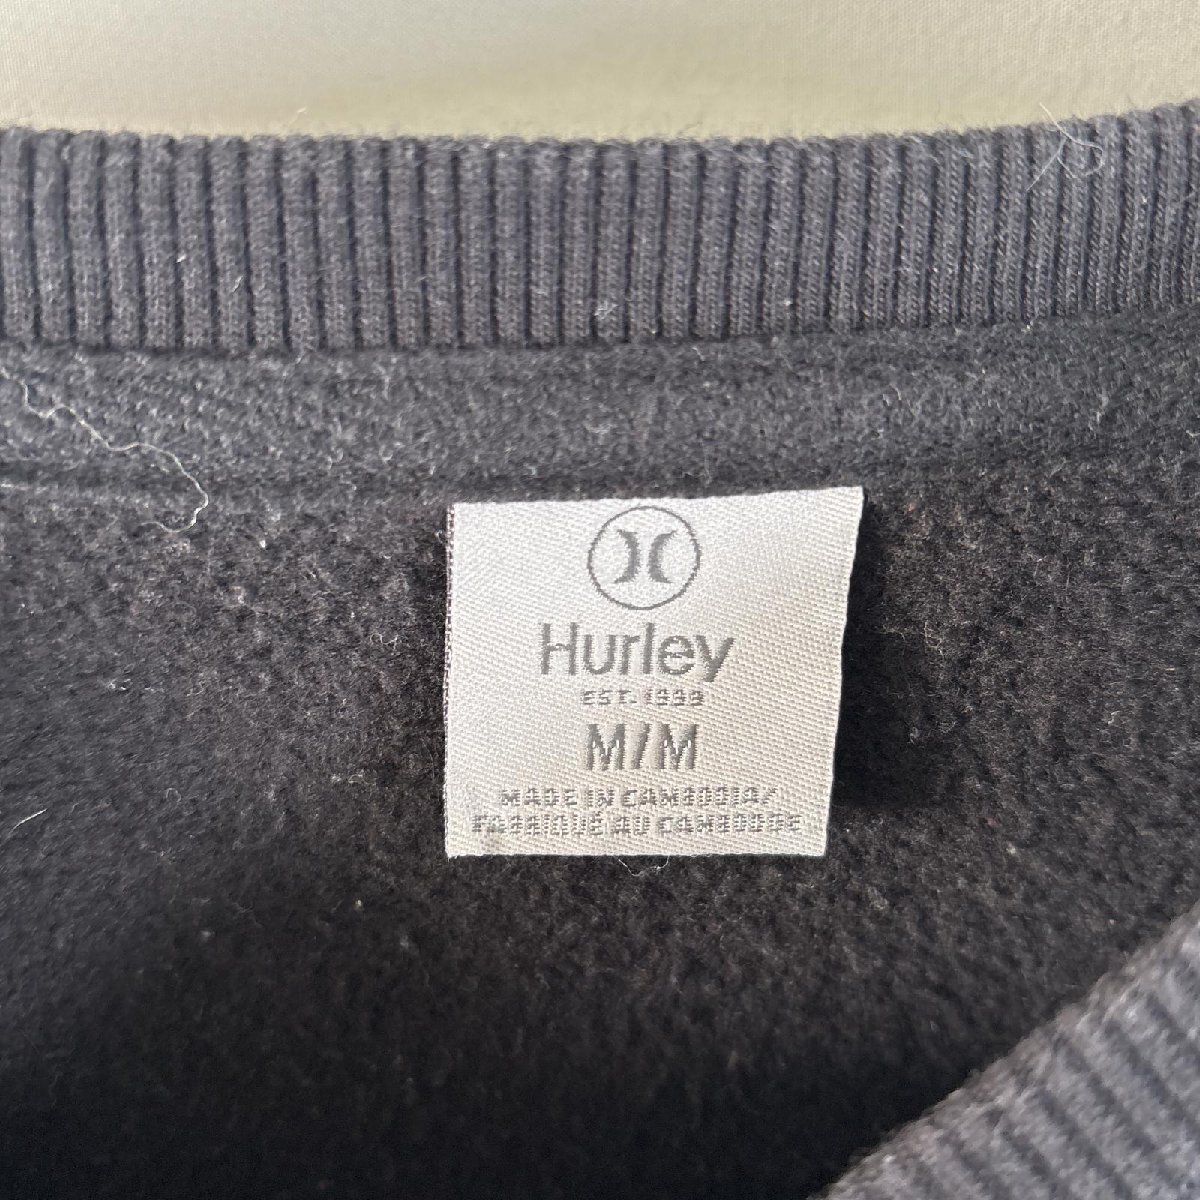 Hurley
EST. 1999
M/M
MADE IN CAMBODIA/
FABRIQUÉ AU CAMBODGE